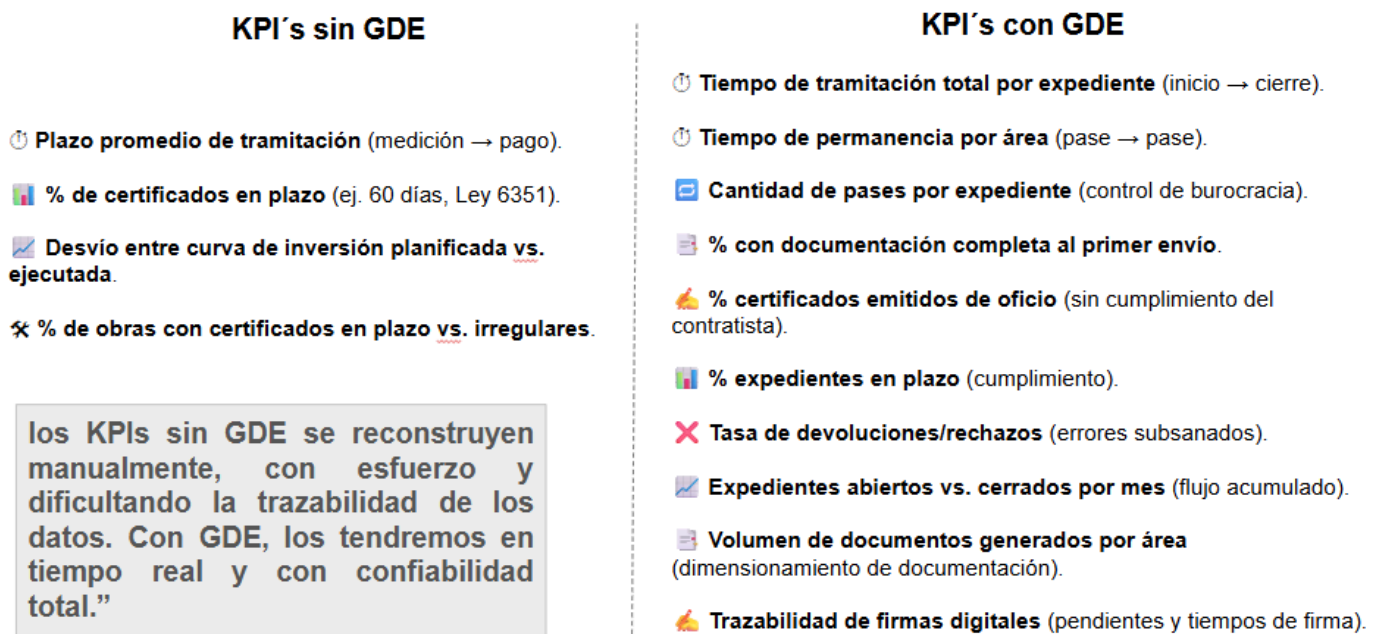 KPI´s sin GDE
⏱ Plazo promedio de tramitación (medición → pago).
📊 % de certificados en plazo (ej. 60 días, Ley 6351).
📈 Desvío entre curva de inversión planificada vs.
ejecutada.
🛠 % de obras con certificados en plazo vs. irregulares.
los KPIs sin GDE se reconstruyen
manualmente, con esfuerzo y
dificultando la trazabilidad de los
datos. Con GDE, los tendremos en
tiempo real y con confiabilidad
total.”
KPI´s con GDE
⏱ Tiempo de tramitación total por expediente (inicio → cierre).
⏱ Tiempo de permanencia por área (pase → pase).
🔁 Cantidad de pases por expediente (control de burocracia).
📑 % con documentación completa al primer envío.
✍️ % certificados emitidos de oficio (sin cumplimiento del
contratista).
📊 % expedientes en plazo (cumplimiento).
❌ Tasa de devoluciones/rechazos (errores subsanados).
📈 Expedientes abiertos vs. cerrados por mes (flujo acumulado).
📑 Volumen de documentos generados por área
(dimensionamiento de documentación).
✍️ Trazabilidad de firmas digitales (pendientes y tiempos de firma).